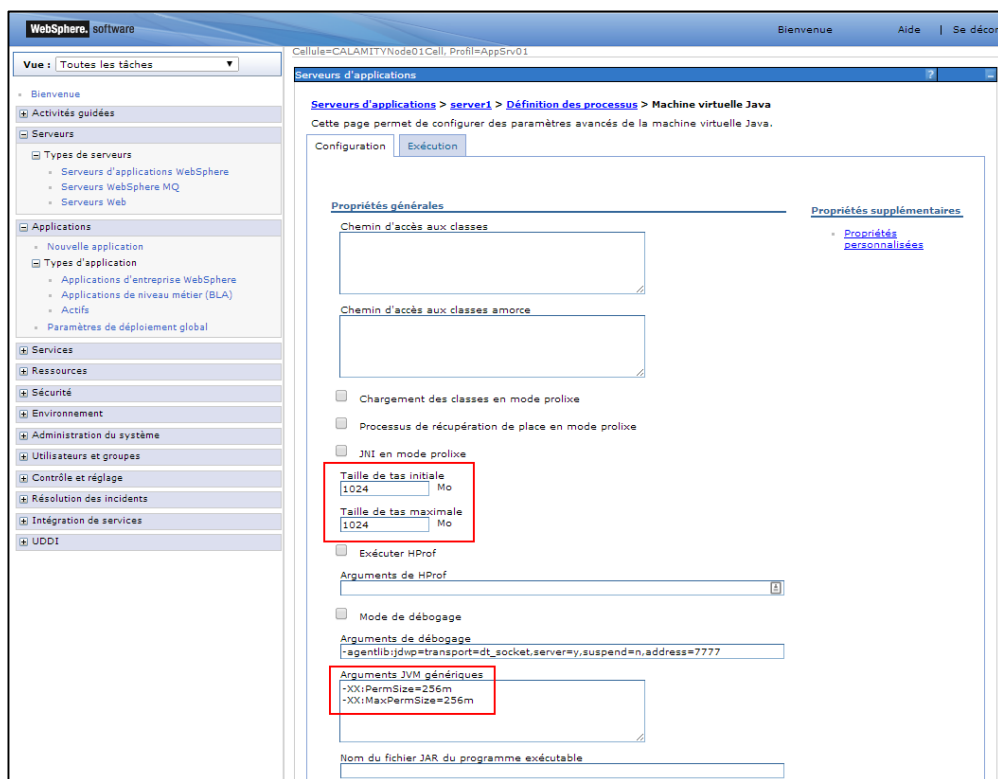 WebSphere. software
Bienvenue Aide | Se décon
Vue : Toutes les tâches
Bienvenue
Activités guidées
Serveurs
Types de serveurs
Serveurs d'applications WebSphere
Serveurs WebSphere MQ
Serveurs Web
Applications
Nouvelle application
Types d'application
Applications d'entreprise WebSphere
Applications de niveau métier (BLA)
Actifs
Paramètres de déploiement global
Services
Ressources
Sécurité
Environnement
Administration du système
Utilisateurs et groupes
Contrôle et réglage
Résolution des incidents
Intégration de services
UDDI
Cellule=CALAMITYNode01Cell, Profil=AppSrv01
Serveurs d'applications ?
Serveurs d'applications > server1 > Définition des processus > Machine virtuelle Java
Cette page permet de configurer des paramètres avancés de la machine virtuelle Java.
Configuration Exécution
Propriétés générales
Chemin d'accès aux classes
Chemin d'accès aux classes amorce
Chargement des classes en mode prolixe
Processus de récupération de place en mode prolixe
JNI en mode prolixe
Taille de tas initiale
1024 Mo
Taille de tas maximale
1024 Mo
Exécuter HProf
Arguments de HProf
Mode de débogage
Arguments de débogage
-agentlib:jdwp=transport=dt_socket,server=y,suspend=n,address=7777
Arguments JVM génériques
-XX:PermSize=256m
-XX:MaxPermSize=256m
Nom du fichier JAR du programme exécutable
Propriétés supplémentaires
Propriétés
personnalisées